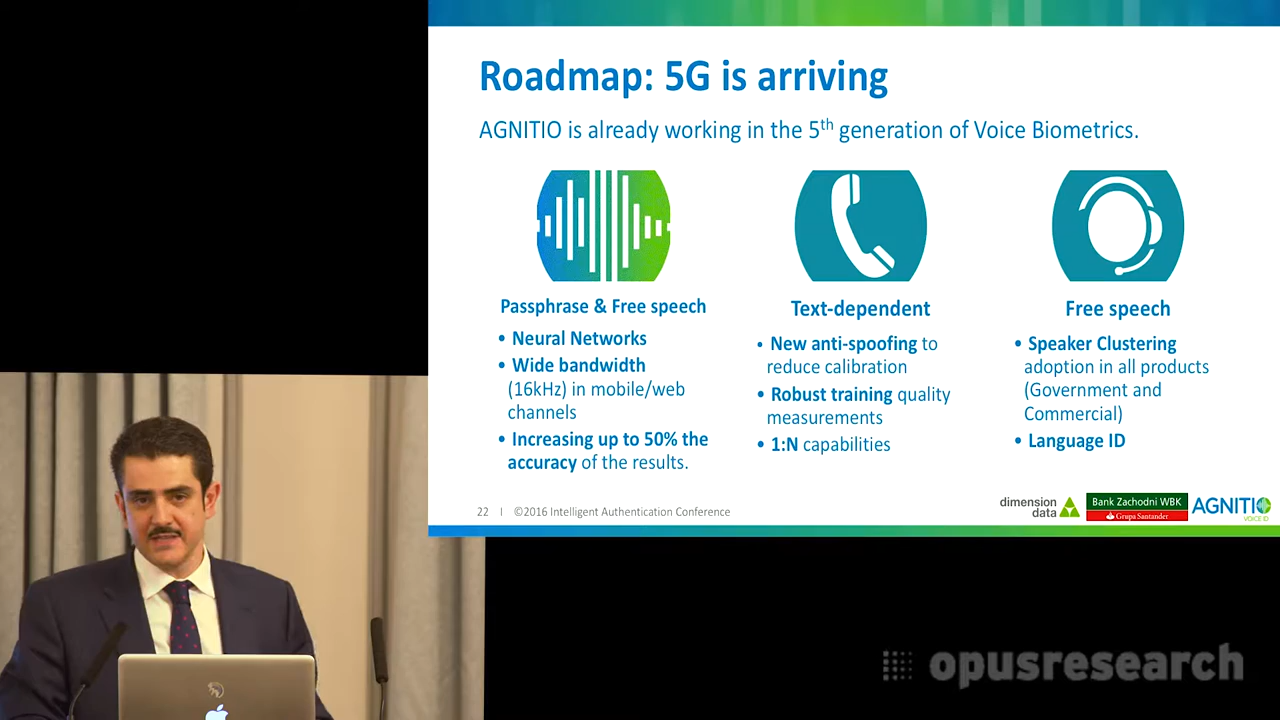 Roadmap: 5G is arriving
AGNITIO is already working in the 5th generation of Voice Biometrics.
Passphrase & Free speech
• Neural Networks
• Wide bandwidth
(16kHz) in mobile/web
channels
• Increasing up to 50% the
accuracy of the results.
Text-dependent
• New anti-spoofing to
reduce calibration
• Robust training quality
measurements
• 1:N capabilities
Free speech
• Speaker Clustering
adoption in all products
(Government and
Commercial)
• Language ID
22 | ©2016 Intelligent Authentication Conference
dimension
data
Bank Zachodni WBK
Grupa Santander
AGNITIO
VOICE ID
opusresearch